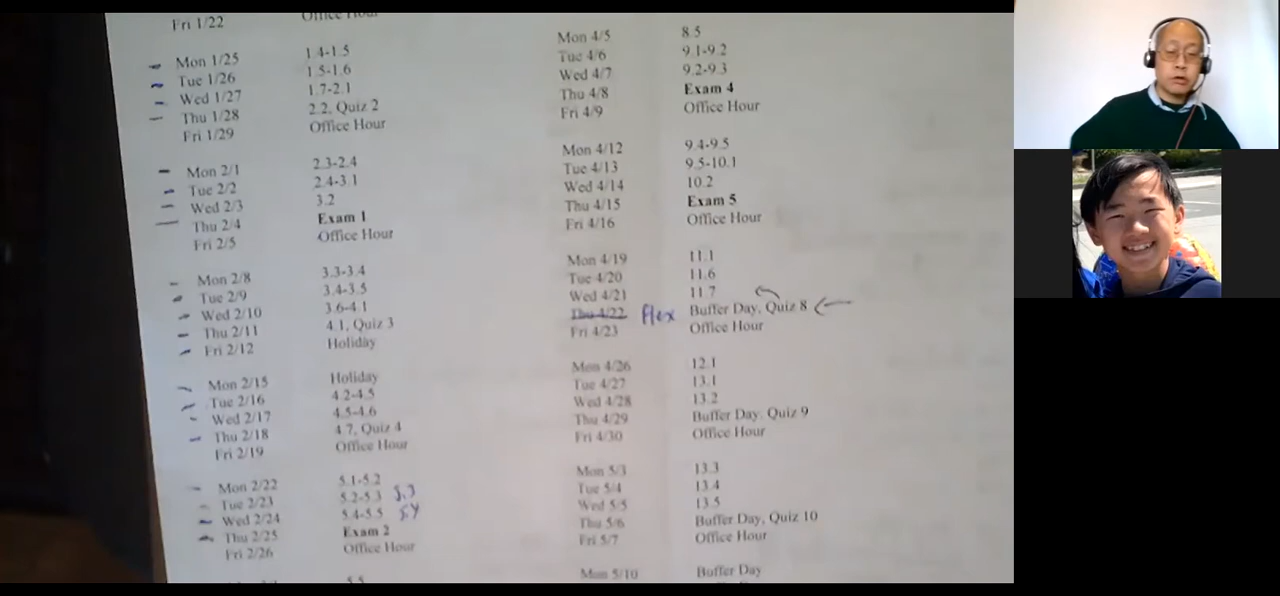 Fri 1/22 Office Hour
Mon 1/25 1.4-1.5
Tue 1/26 1.5-1.6
Wed 1/27 1.7-2.1
Thu 1/28 2.2, Quiz 2
Fri 1/29 Office Hour
Mon 2/1 2.3-2.4
Tue 2/2 2.4-3.1
Wed 2/3 3.2
Thu 2/4 Exam 1
Fri 2/5 Office Hour
Mon 2/8 3.3-3.4
Tue 2/9 3.4-3.5
Wed 2/10 3.6-4.1
Thu 2/11 4.1, Quiz 3
Fri 2/12 Holiday
Mon 2/15 Holiday
Tue 2/16 4.2-4.5
Wed 2/17 4.5-4.6
Thu 2/18 4.7, Quiz 4
Fri 2/19 Office Hour
Mon 2/22 5.1-5.2
Tue 2/23 5.2-5.3 5.3
Wed 2/24 5.4-5.5 5.4
Thu 2/25 Exam 2
Fri 2/26 Office Hour
5.5
Mon 4/5 8.5
Tue 4/6 9.1-9.2
Wed 4/7 9.2-9.3
Thu 4/8 Exam 4
Fri 4/9 Office Hour
Mon 4/12 9.4-9.5
Tue 4/13 9.5-10.1
Wed 4/14 10.2
Thu 4/15 Exam 5
Fri 4/16 Office Hour
Mon 4/19 11.1
Tue 4/20 11.6
Wed 4/21 11.7
Thu 4/22 Flex Buffer Day, Quiz 8
Fri 4/23 Office Hour
Mon 4/26 12.1
Tue 4/27 13.1
Wed 4/28 13.2
Thu 4/29 Buffer Day, Quiz 9
Fri 4/30 Office Hour
Mon 5/3 13.3
Tue 5/4 13.4
Wed 5/5 13.5
Thu 5/6 Buffer Day, Quiz 10
Fri 5/7 Office Hour
Mon 5/10 Buffer Day